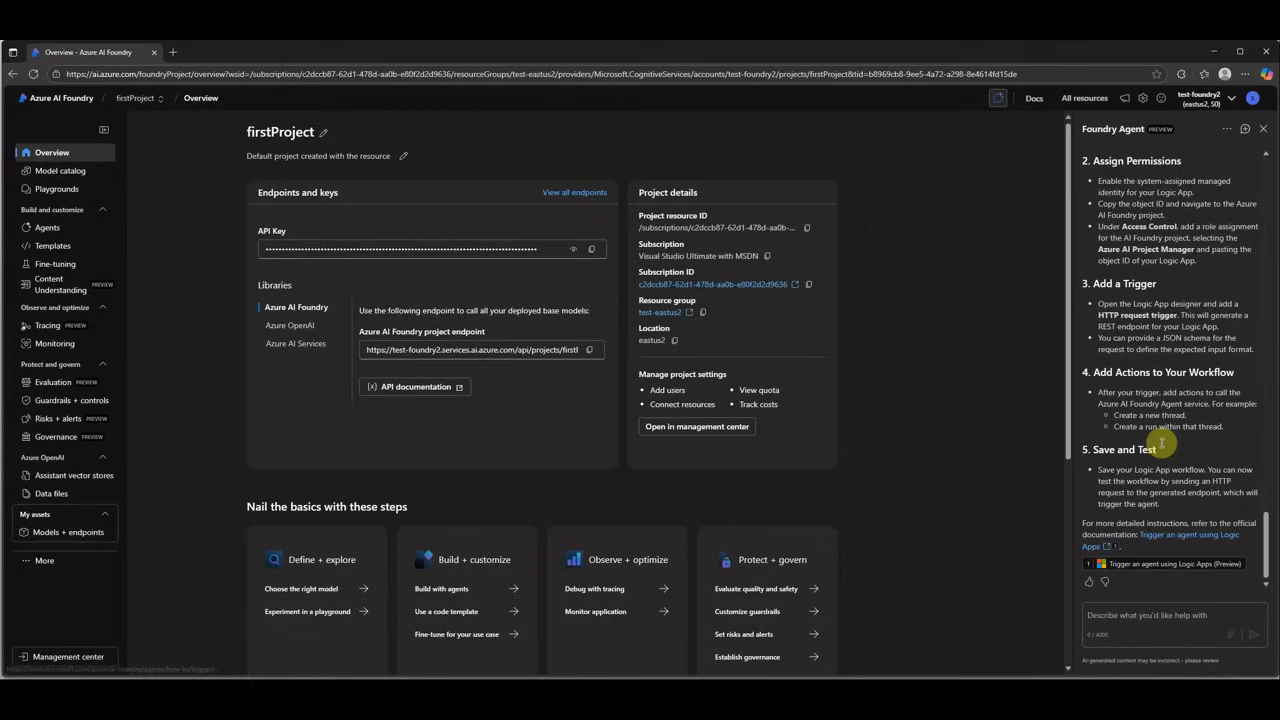 Overview - Azure AI Foundry
https://ai.azure.com/foundryProject/overview?wsid=/subscriptions/c2dccb87-62d1-478d-aa0b-e80f2d2d9636/resourceGroups/test-eastus2/providers/Microsoft.CognitiveServices/accounts/test-foundry2/projects/firstProject&tid=b8969cb8-9ee5-4a72-a298-8e4614fd15de
Azure AI Foundry / firstProject / Overview
Docs
All resources
test-foundry2
(eastus2, S0)
S
Overview
Model catalog
Playgrounds
Build and customize
Agents
Templates
Fine-tuning
Content
Understanding PREVIEW
Observe and optimize
Tracing PREVIEW
Monitoring
Protect and govern
Evaluation PREVIEW
Guardrails + controls
Risks + alerts PREVIEW
Governance PREVIEW
Azure OpenAI
Assistant vector stores
Data files
My assets
Models + endpoints
More
Management center
firstProject
Default project created with the resource
Endpoints and keys
View all endpoints
API Key
Libraries
Azure AI Foundry
Azure OpenAI
Azure AI Services
Use the following endpoint to call all your deployed base models:
Azure AI Foundry project endpoint
https://test-foundry2.services.ai.azure.com/api/projects/firstl
API documentation
Project details
Project resource ID
/subscriptions/c2dccb87-62d1-478d-aa0b-...
Subscription
Visual Studio Ultimate with MSDN
Subscription ID
c2dccb87-62d1-478d-aa0b-e80f2d2d9636
Resource group
test-eastus2
Location
eastus2
Manage project settings
• Add users
• View quota
• Connect resources
• Track costs
Open in management center
Nail the basics with these steps
Define + explore
Choose the right model
Experiment in a playground
Build + customize
Build with agents
Use a code template
Fine-tune for your use case
Observe + optimize
Debug with tracing
Monitor application
Protect + govern
Evaluate quality and safety
Customize guardrails
Set risks and alerts
Establish governance
Foundry Agent PREVIEW
2. Assign Permissions
• Enable the system-assigned managed
identity for your Logic App.
• Copy the object ID and navigate to the Azure
AI Foundry project.
• Under Access Control, add a role assignment
for the AI Foundry project, selecting the
Azure AI Project Manager and pasting the
object ID of your Logic App.
3. Add a Trigger
• Open the Logic App designer and add a
HTTP request trigger. This will generate a
REST endpoint for your Logic App.
• You can provide a JSON schema for the
request to define the expected input format.
4. Add Actions to Your Workflow
• After your trigger, add actions to call the
Azure AI Foundry Agent service. For example:
○ Create a new thread.
○ Create a run within that thread.
5. Save and Test
• Save your Logic App workflow. You can now
test the workflow by sending an HTTP
request to the generated endpoint, which will
trigger the agent.
For more detailed instructions, refer to the official
documentation: Trigger an agent using Logic
Apps 1 .
1 Trigger an agent using Logic Apps (Preview)
Describe what you'd like help with
0 / 4000
AI-generated content may be incorrect - please review